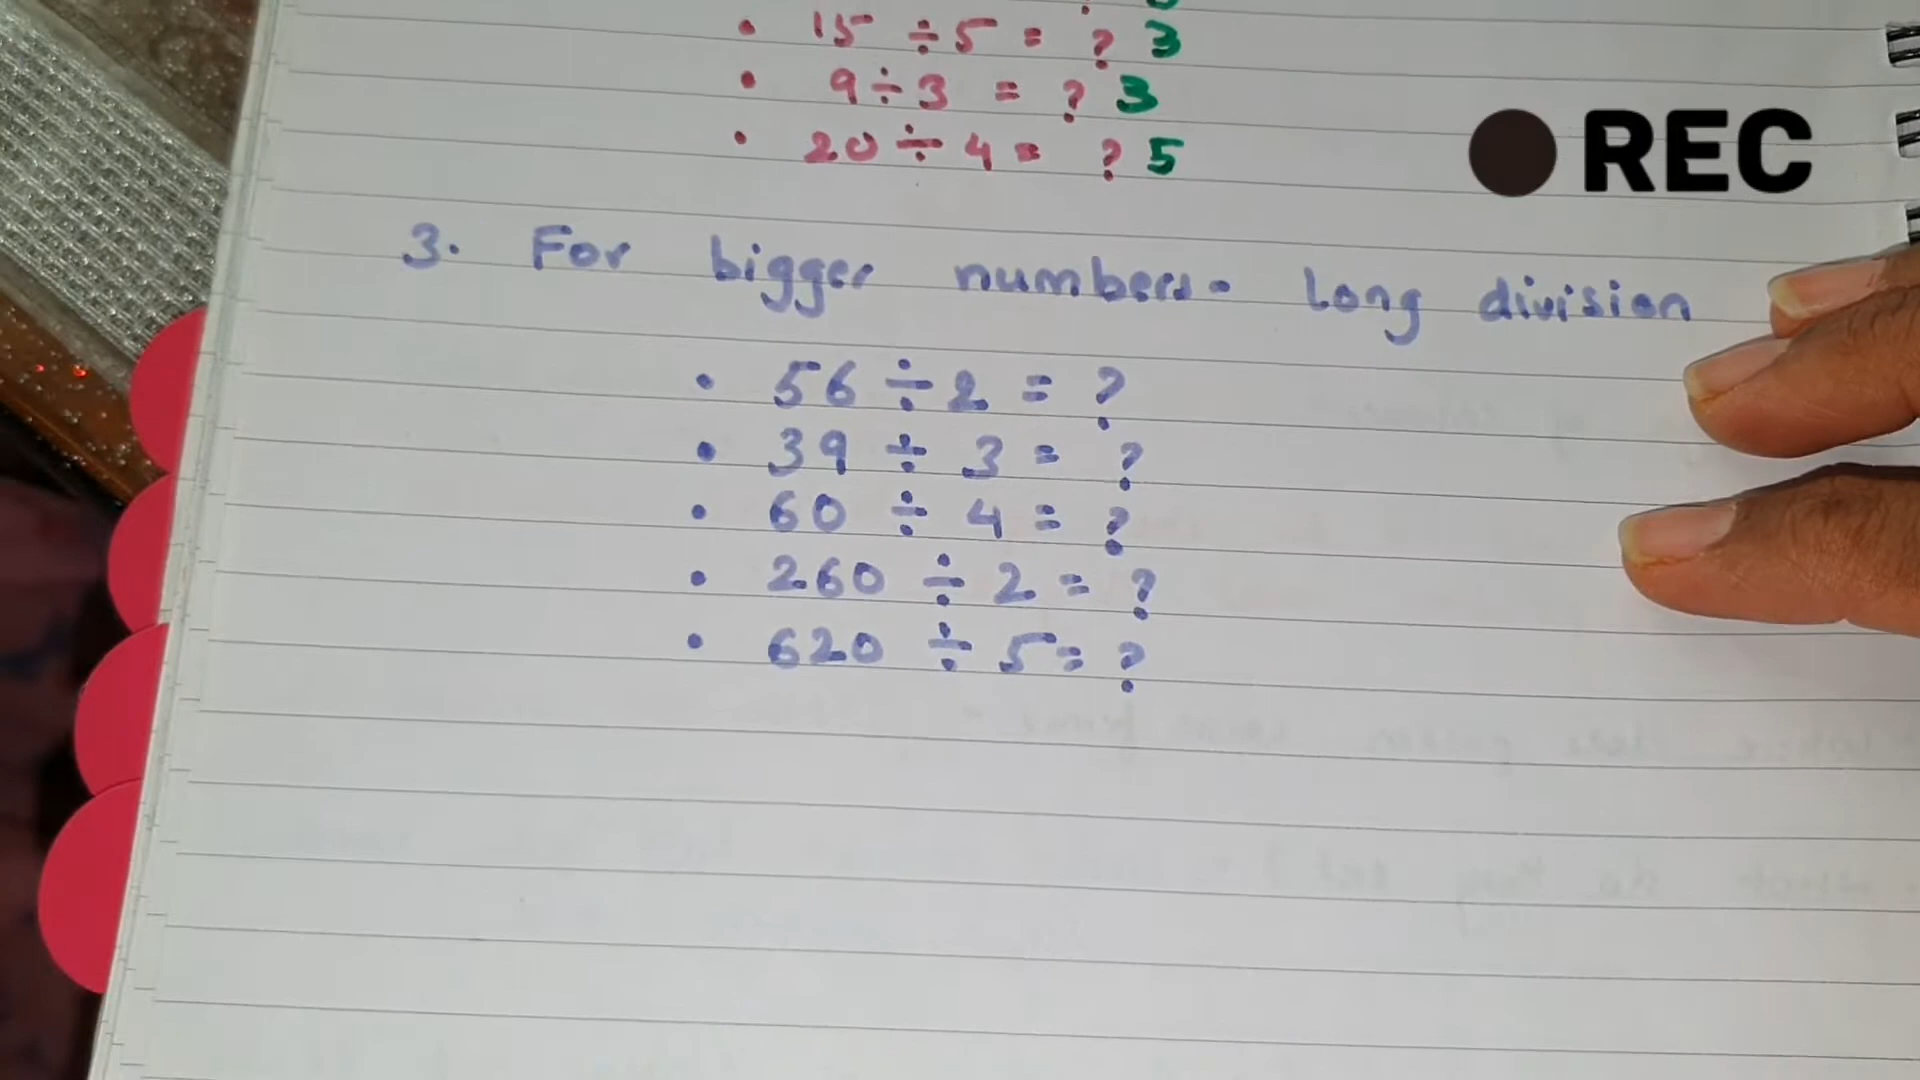 • 15 ÷ 5 = ? 3
• 9 ÷ 3 = ? 3
• 20 ÷ 4 = ? 5
REC
3. For bigger numbers - long division
• 56 ÷ 2 = ?
• 39 ÷ 3 = ?
• 60 ÷ 4 = ?
• 260 ÷ 2 = ?
• 620 ÷ 5 = ?